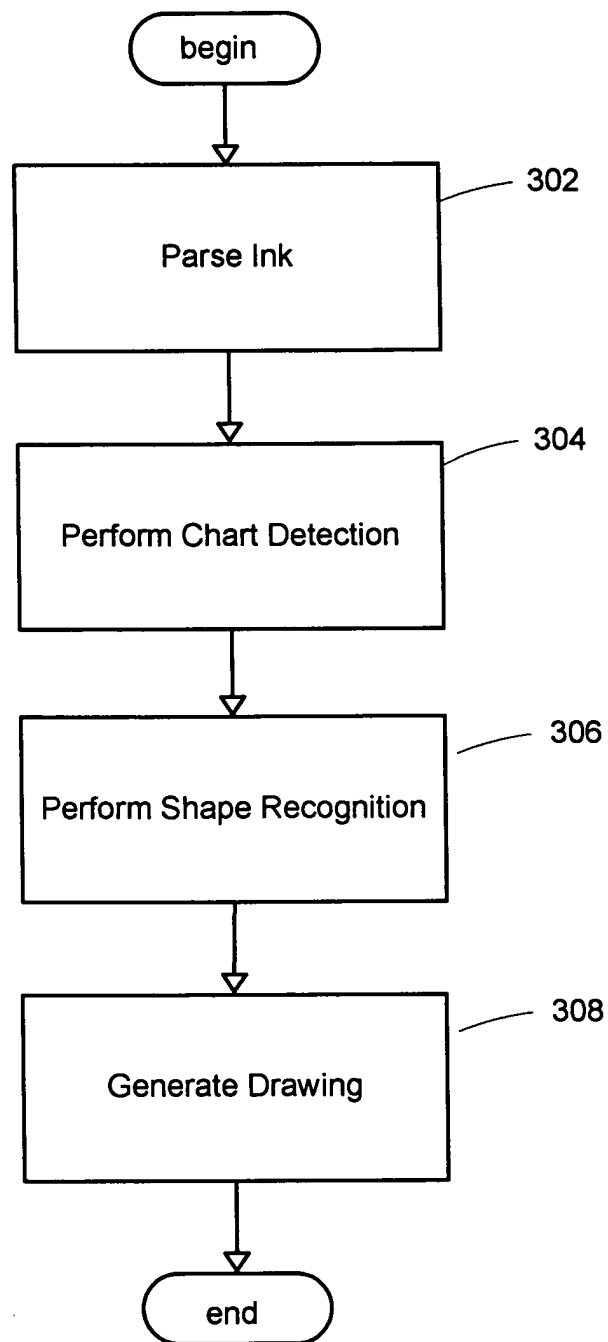 begin
302
Parse Ink
304
Perform Chart Detection
306
Perform Shape Recognition
308
Generate Drawing
end